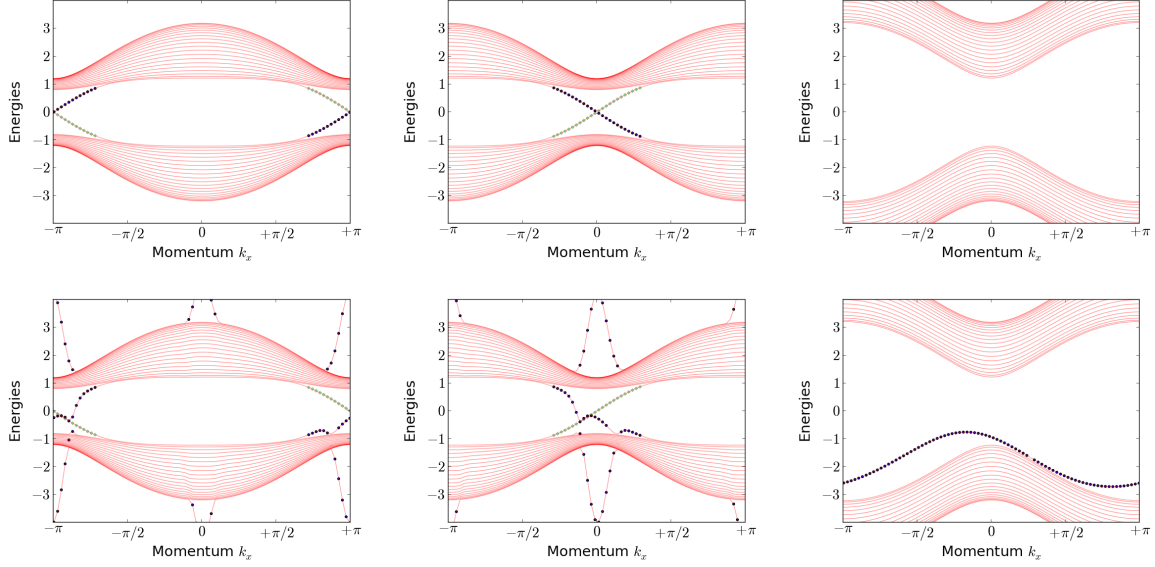 3
2
1
0
−1
−2
−3
Energies
−π
−π/2
0
+π/2
+π
Momentum kₓ
3
2
1
0
−1
−2
−3
Energies
−π
−π/2
0
+π/2
+π
Momentum kₓ
3
2
1
0
−1
−2
−3
Energies
−π
−π/2
0
+π/2
+π
Momentum kₓ
3
2
1
0
−1
−2
−3
Energies
−π
−π/2
0
+π/2
+π
Momentum kₓ
3
2
1
0
−1
−2
−3
Energies
−π
−π/2
0
+π/2
+π
Momentum kₓ
3
2
1
0
−1
−2
−3
Energies
−π
−π/2
0
+π/2
+π
Momentum kₓ